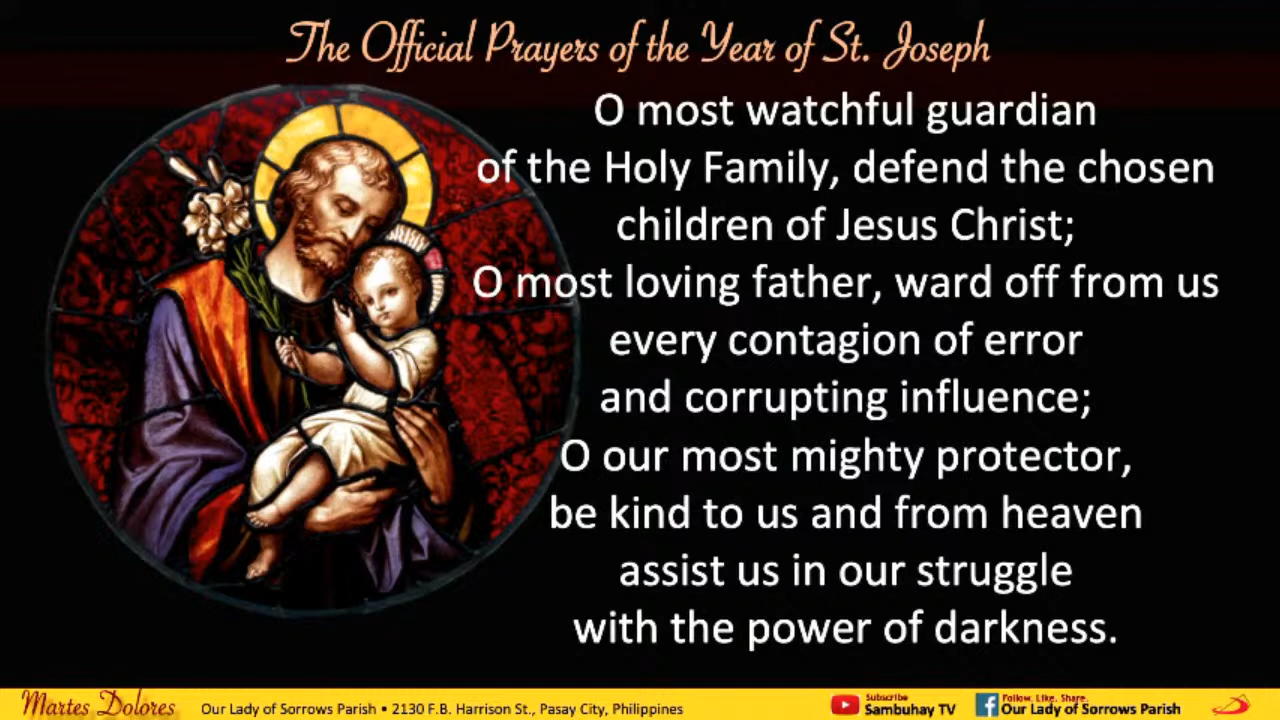 The Official Prayers of the Year of St. Joseph
O most watchful guardian
of the Holy Family, defend the chosen
children of Jesus Christ;
O most loving father, ward off from us
every contagion of error
and corrupting influence;
O our most mighty protector,
be kind to us and from heaven
assist us in our struggle
with the power of darkness.
Martes Dolores
Our Lady of Sorrows Parish • 2130 F.B. Harrison St., Pasay City, Philippines
Subscribe
Sambuhay TV
Follow. Like. Share.
Our Lady of Sorrows Parish